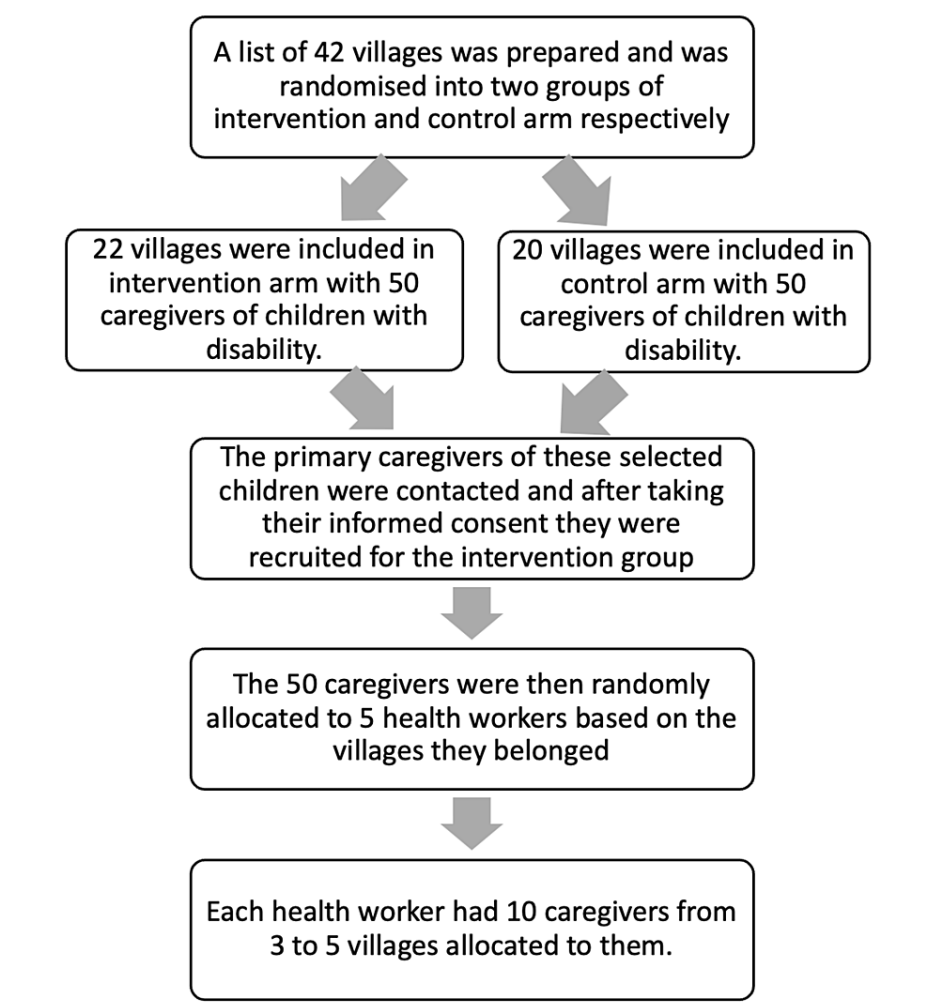 A list of 42 villages was prepared and was
randomised into two groups of
intervention and control arm respectively
22 villages were included in
intervention arm with 50
caregivers of children with
disability.
20 villages were included in
control arm with 50
caregivers of children with
disability.
The primary caregivers of these selected
children were contacted and after taking
their informed consent they were
recruited for the intervention group
The 50 caregivers were then randomly
allocated to 5 health workers based on the
villages they belonged
Each health worker had 10 caregivers from
3 to 5 villages allocated to them.